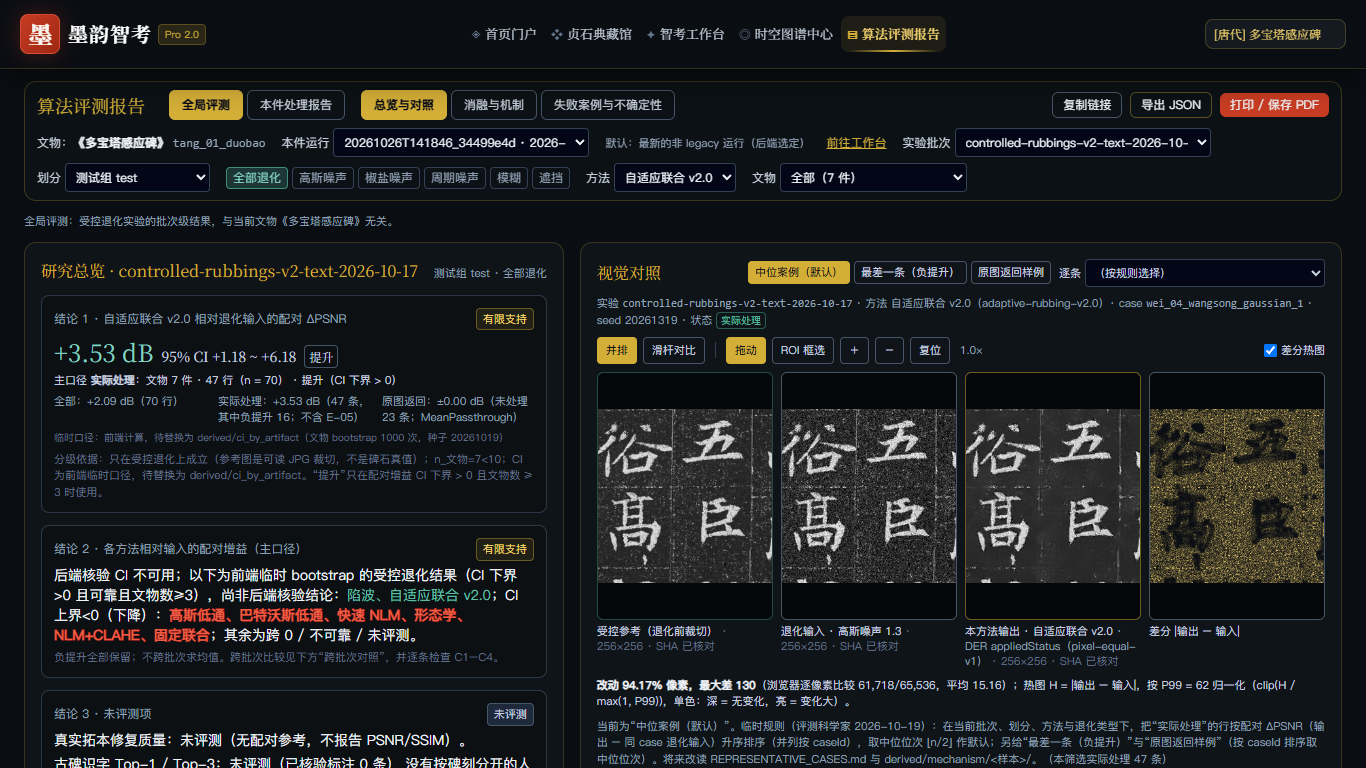 墨 墨韵智考 Pro 2.0 首页门户 贞石典藏馆 智考工作台 时空图谱中心 算法评测报告 [唐代] 多宝塔感应碑
算法评测报告 全局评测 本件处理报告 总览与对照 消融与机制 失败案例与不确定性 复制链接 导出 JSON 打印 / 保存 PDF
文物：《多宝塔感应碑》 tang_01_duobao 本件运行 20261026T141846_34499e4d · 2026- 默认：最新的非 legacy 运行（后端选定） 前往工作台 实验批次 controlled-rubbings-v2-text-2026-10-
划分 测试组 test 全部退化 高斯噪声 椒盐噪声 周期噪声 模糊 遮挡 方法 自适应联合 v2.0 文物 全部（7 件）
全局评测：受控退化实验的批次级结果，与当前文物《多宝塔感应碑》无关。
研究总览 · controlled-rubbings-v2-text-2026-10-17 测试组 test · 全部退化
结论 1 · 自适应联合 v2.0 相对退化输入的配对 ΔPSNR 有限支持
+3.53 dB 95% CI +1.18 ~ +6.18 提升
主口径 实际处理：文物 7 件 · 47 行（n = 70）· 提升（CI 下界 > 0）
全部：+2.09 dB（70 行） 实际处理：+3.53 dB（47 条，其中负提升 16；不含 E-05） 原图返回：±0.00 dB（未处理 23 条；MeanPassthrough）
临时口径：前端计算，待替换为 derived/ci_by_artifact（文物 bootstrap 1000 次，种子 20261019）
分级依据：只在受控退化上成立（参考图是可读 JPG 裁切，不是碑石真值）；n_文物=7<10；CI
为前端临时口径，待替换为 derived/ci_by_artifact。“提升”只在配对增益 CI 下界 > 0 且文物数 ≥
3 时使用。
结论 2 · 各方法相对输入的配对增益（主口径） 有限支持
后端核验 CI 不可用；以下为前端临时 bootstrap 的受控退化结果（CI 下界
>0 且可靠且文物数≥3），尚非后端核验结论：陷波、自适应联合 v2.0；CI
上界<0（下降）：高斯低通、巴特沃斯低通、快速 NLM、形态学、
NLM+CLAHE、固定联合；其余为跨 0 / 不可靠 / 未评测。
负提升全部保留；不跨批次求均值。跨批次比较见下方“跨批次对照”，并逐条检查 C1–C4。
结论 3 · 未评测项 未评测
真实拓本修复质量：未评测（无配对参考，不报告 PSNR/SSIM）。
古碑识字 Top-1 / Top-3：未评测（已核验标注 0 条），没有按碑刻分开的人
视觉对照 中位案例（默认） 最差一条（负提升） 原图返回样例 逐条 （按规则选择）
实验 controlled-rubbings-v2-text-2026-10-17 · 方法 自适应联合 v2.0（adaptive-rubbing-v2.0）· case wei_04_wangsong_gaussian_1 ·
seed 20261319 · 状态 实际处理
并排 滑杆对比 拖动 ROI 框选 + − 复位 1.0× 差分热图
俗五高臣 俗五高臣 俗五高臣 俗五高臣
受控参考（退化前裁切） · 256×256 · SHA 已核对
退化输入 · 高斯噪声 1.3 · 256×256 · SHA 已核对
本方法输出 · 自适应联合 v2.0 · DER appliedStatus（pixel-equal-v1） · 256×256 · SHA 已核对
差分 |输出 − 输入|
改动 94.17% 像素，最大差 130（浏览器逐像素比较 61,718/65,536，平均 15.16）；热图 H = |输出 − 输入|，按 P99 = 62 归一化（clip(H /
max(1, P99))，单色：深 = 无变化，亮 = 变化大）。
当前为“中位案例（默认）”。临时规则（评测科学家 2026-10-19）：在当前批次、划分、方法与退化类型下，把“实际处理”的行按配对 ΔPSNR（输
出 − 同 case 退化输入）升序排序（并列按 caseId），取中位位次 ⌊n/2⌋ 作默认；另给“最差一条（负提升）”与“原图返回样例”（按 caseId 排序取
中位位次）。将来改读 REPRESENTATIVE_CASES.md 与 derived/mechanism/<样本>/。（本筛选实际处理 47 条）